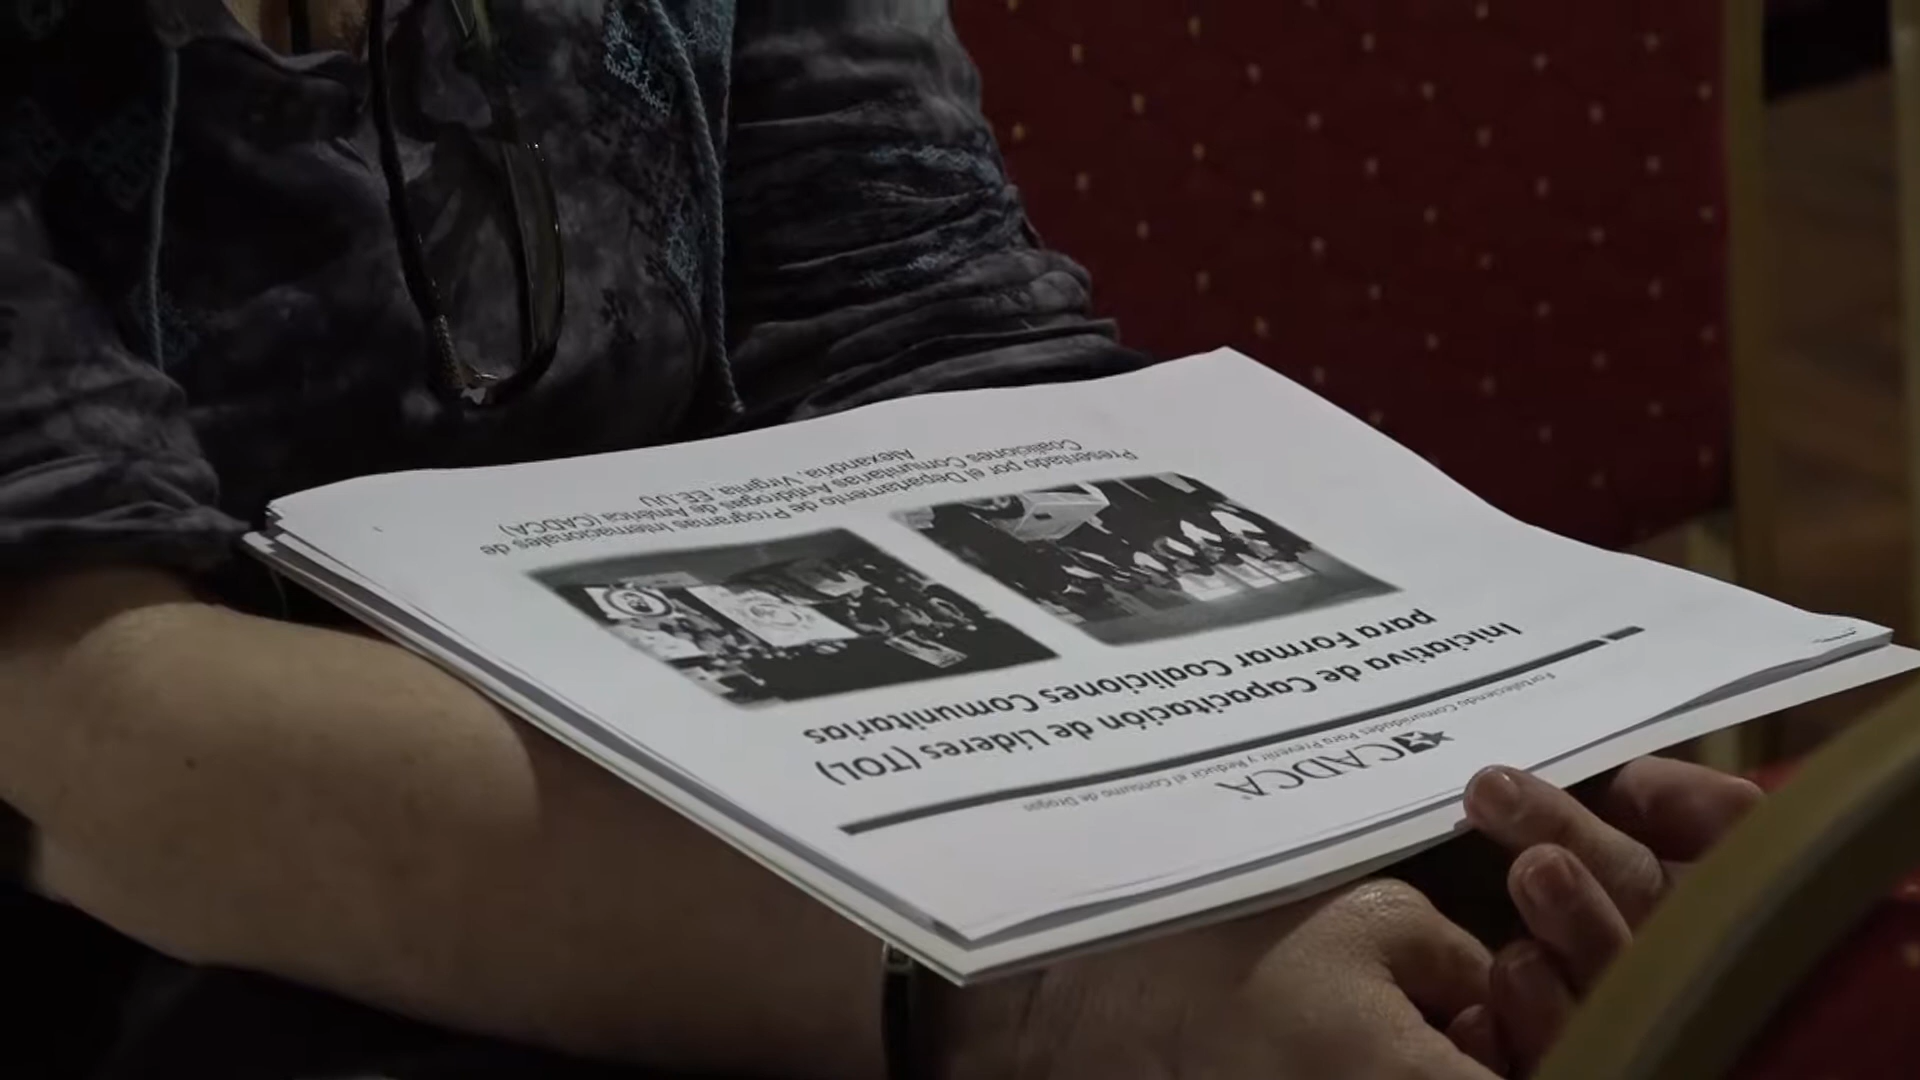 CADCA
Fortaleciendo Comunidades Para Prevenir y Reducir el Consumo de Drogas
Iniciativa de Capacitación de Líderes (TOL)
para Formar Coaliciones Comunitarias
Presentado por el Departamento de Programas Internacionales de
Coaliciones Comunitarias Antidrogas de América (CADCA)
Alexandria, Virginia, EE.UU